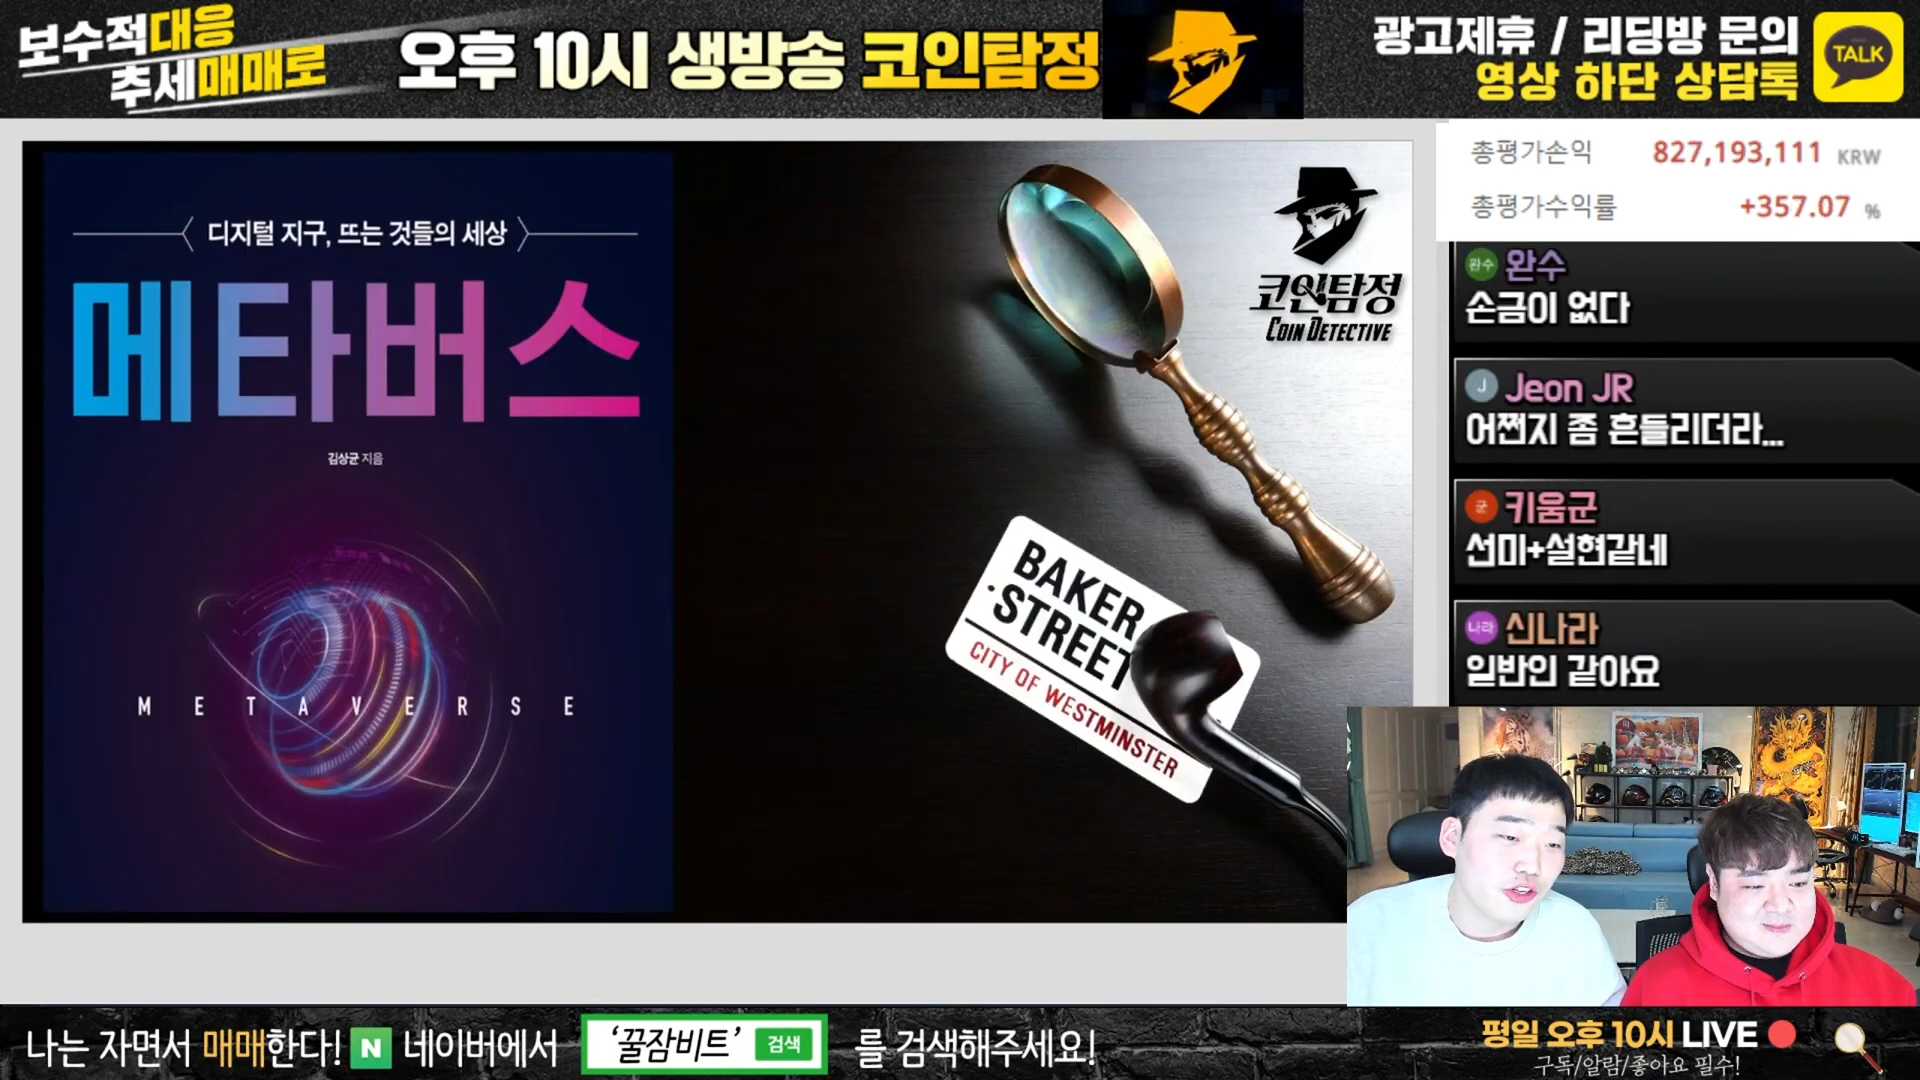 보수적대응
추세매매로
오후 10시 생방송 코인탐정
광고제휴 / 리딩방 문의
영상 하단 상담톡
TALK
총평가손익 827,193,111 KRW
총평가수익률 +357.07 %
디지털 지구, 뜨는 것들의 세상
메타버스
김상균 지음
METAVERSE
코인탐정
COIN DETECTIVE
BAKER
STREET
CITY OF WESTMINSTER
완수 완수
손금이 없다
J Jeon JR
어쩐지 좀 흔들리더라...
군 키움군
선미+설현같네
나라 신나라
일반인 같아요
나는 자면서 매매한다! N 네이버에서 '꿀잠비트' 검색 를 검색해주세요!
평일 오후 10시 LIVE
구독/알람/좋아요 필수!